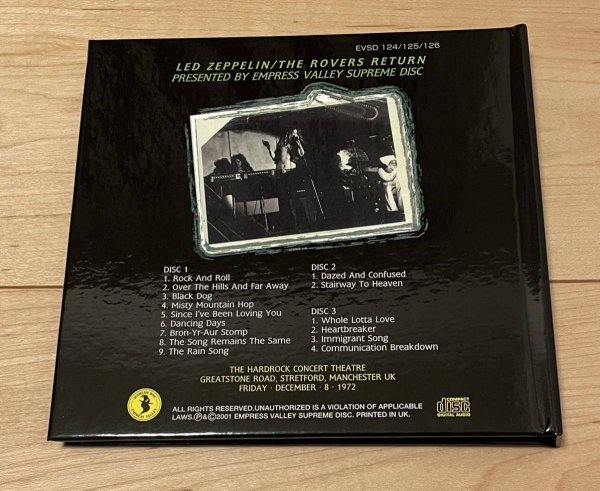 EVSD 124/125/126
LED ZEPPELIN/THE ROVERS RETURN
PRESENTED BY EMPRESS VALLEY SUPREME DISC
DISC 1
1. Rock And Roll
2. Over The Hills And Far Away
3. Black Dog
4. Misty Mountain Hop
5. Since I've Been Loving You
6. Dancing Days
7. Bron-Yr-Aur Stomp
8. The Song Remains The Same
9. The Rain Song
DISC 2
1. Dazed And Confused
2. Stairway To Heaven
DISC 3
1. Whole Lotta Love
2. Heartbreaker
3. Immigrant Song
4. Communication Breakdown
THE HARDROCK CONCERT THEATRE
GREATSTONE ROAD, STRETFORD, MANCHESTER UK
FRIDAY · DECEMBER · 8 · 1972
ALL RIGHTS RESERVED.UNAUTHORIZED IS A VIOLATION OF APPLICABLE
LAWS.℗&©2001 EMPRESS VALLEY SUPREME DISC. PRINTED IN UK.
COMPACT
disc
DIGITAL AUDIO